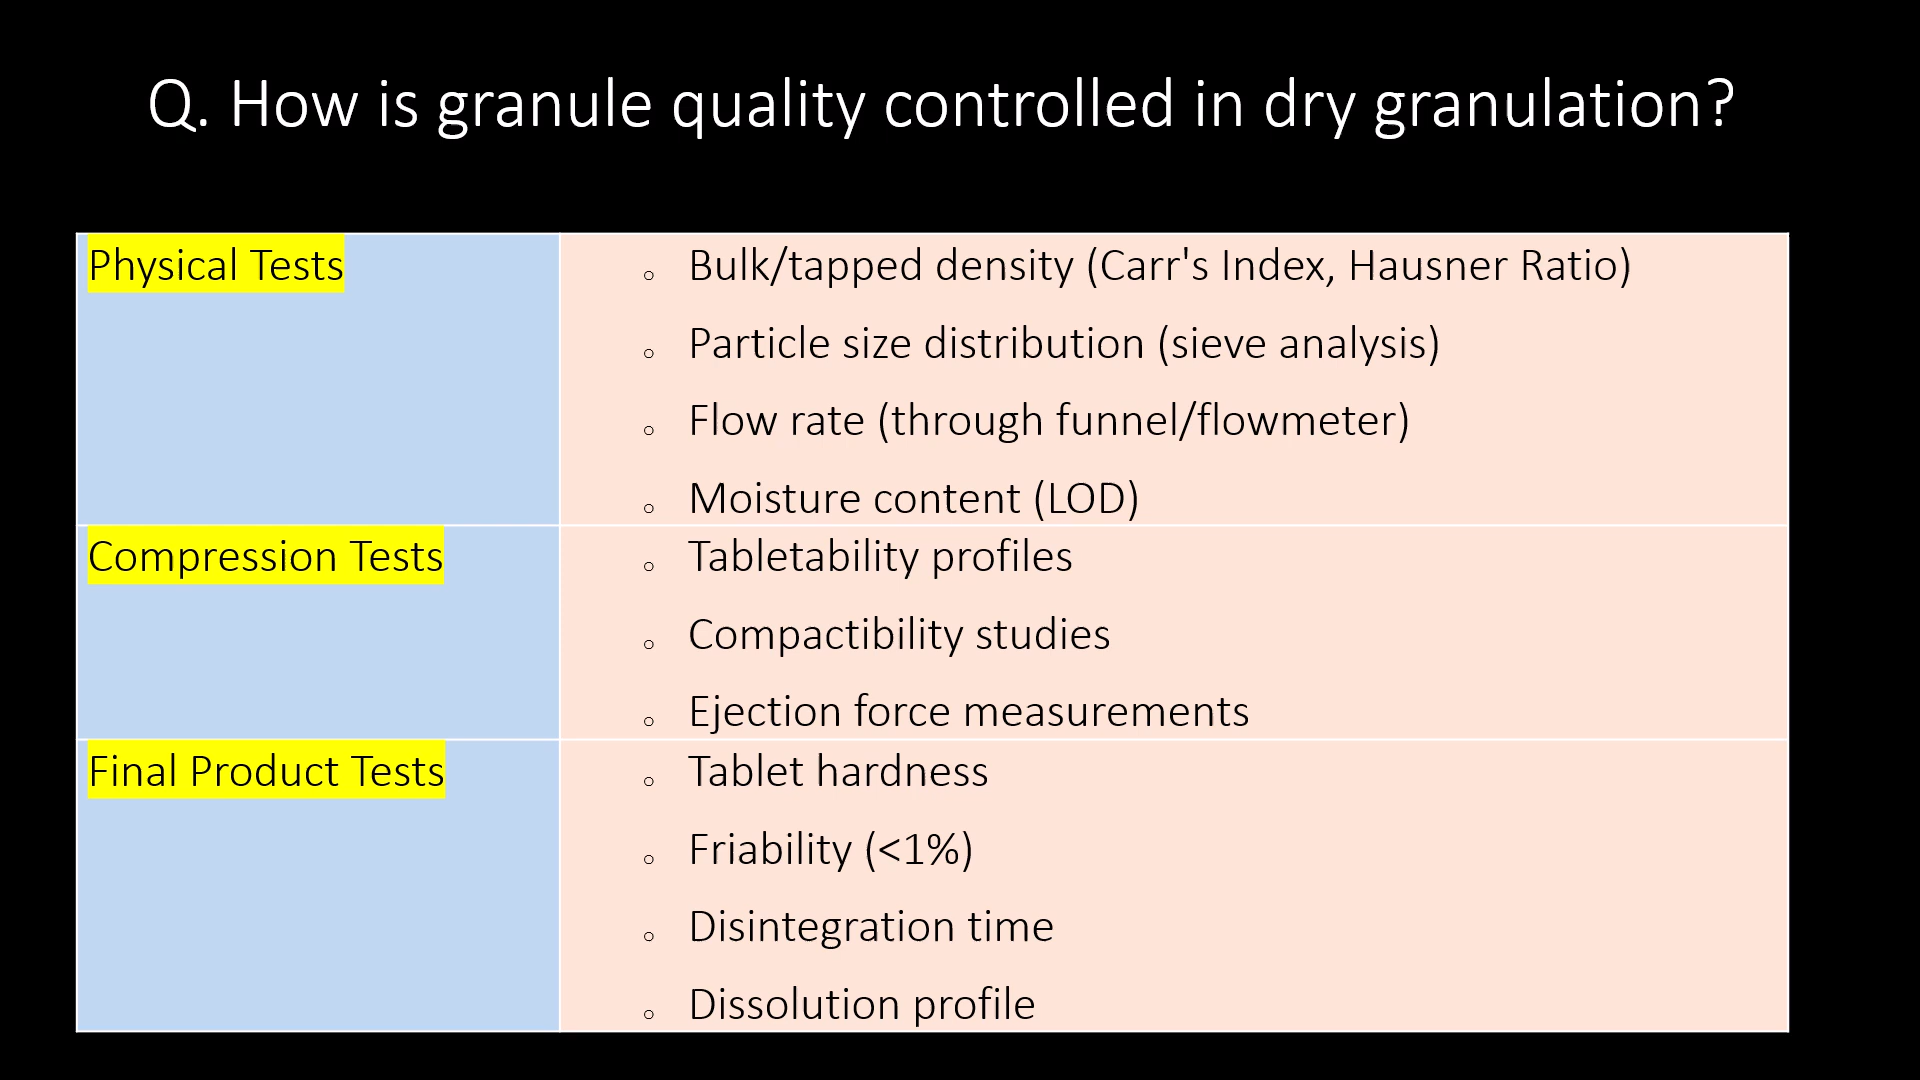 Q. How is granule quality controlled in dry granulation?
Physical Tests
o Bulk/tapped density (Carr's Index, Hausner Ratio)
o Particle size distribution (sieve analysis)
o Flow rate (through funnel/flowmeter)
o Moisture content (LOD)
Compression Tests
o Tabletability profiles
o Compactibility studies
o Ejection force measurements
Final Product Tests
o Tablet hardness
o Friability (<1%)
o Disintegration time
o Dissolution profile